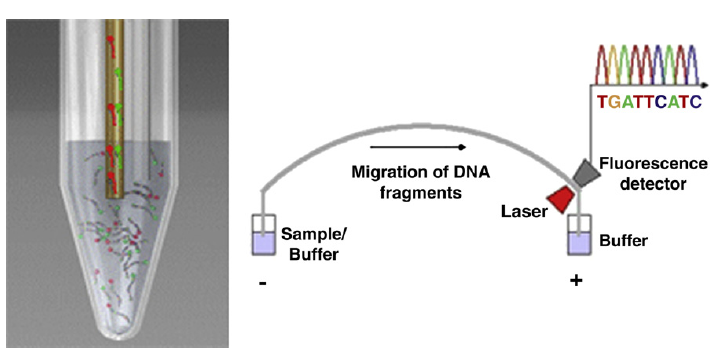 TGATTCATC
Migration of DNA
fragments
Fluorescence
detector
Laser
Sample/
Buffer
Buffer
-
+